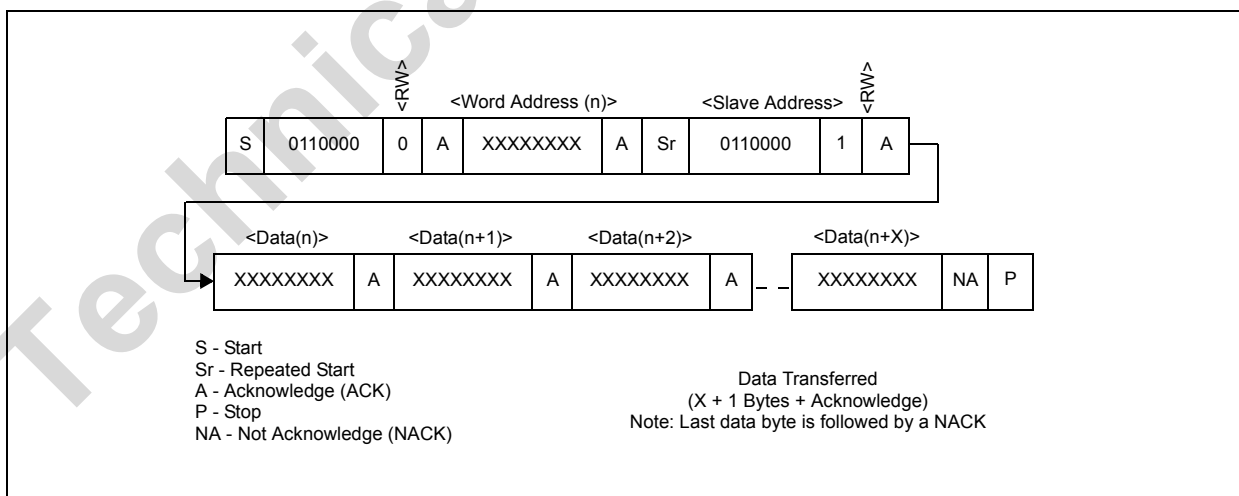 <RW>
<Word Address (n)>
<Slave Address>
<RW>
S 0110000 0 A XXXXXXXX A Sr 0110000 1 A
<Data(n)> <Data(n+1)> <Data(n+2)> <Data(n+X)>
XXXXXXXX A XXXXXXXX A XXXXXXXX A XXXXXXXX NA P
S - Start
Sr - Repeated Start
A - Acknowledge (ACK)
P - Stop
NA - Not Acknowledge (NACK)
Data Transferred
(X + 1 Bytes + Acknowledge)
Note: Last data byte is followed by a NACK
Technica